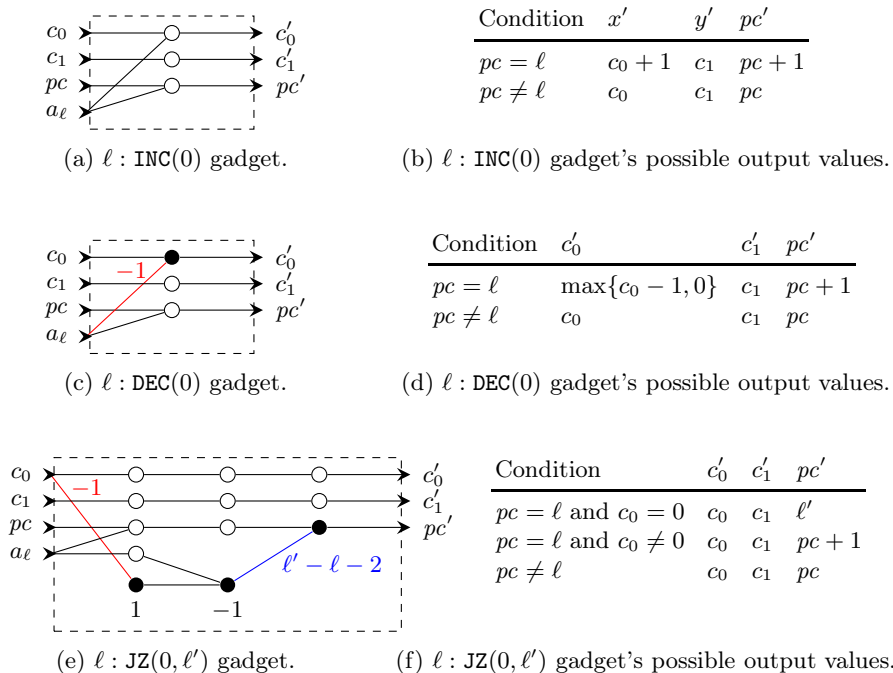 c₀ c₀′ Condition x′ y′ pc′
c₁ c₁′ pc = ℓ c₀ + 1 c₁ pc + 1
pc pc′ pc ≠ ℓ c₀ c₁ pc
a_ℓ
(a) ℓ : INC(0) gadget. (b) ℓ : INC(0) gadget's possible output values.
c₀ c₀′ Condition c₀′ c₁′ pc′
−1
c₁ c₁′ pc = ℓ max{c₀ − 1, 0} c₁ pc + 1
pc pc′ pc ≠ ℓ c₀ c₁ pc
a_ℓ
(c) ℓ : DEC(0) gadget. (d) ℓ : DEC(0) gadget's possible output values.
c₀ c₀′ Condition c₀′ c₁′ pc′
−1
c₁ c₁′ pc = ℓ and c₀ = 0 c₀ c₁ ℓ′
pc pc′ pc = ℓ and c₀ ≠ 0 c₀ c₁ pc + 1
a_ℓ ℓ′ − ℓ − 2 pc ≠ ℓ c₀ c₁ pc
1 −1
(e) ℓ : JZ(0, ℓ′) gadget. (f) ℓ : JZ(0, ℓ′) gadget's possible output values.